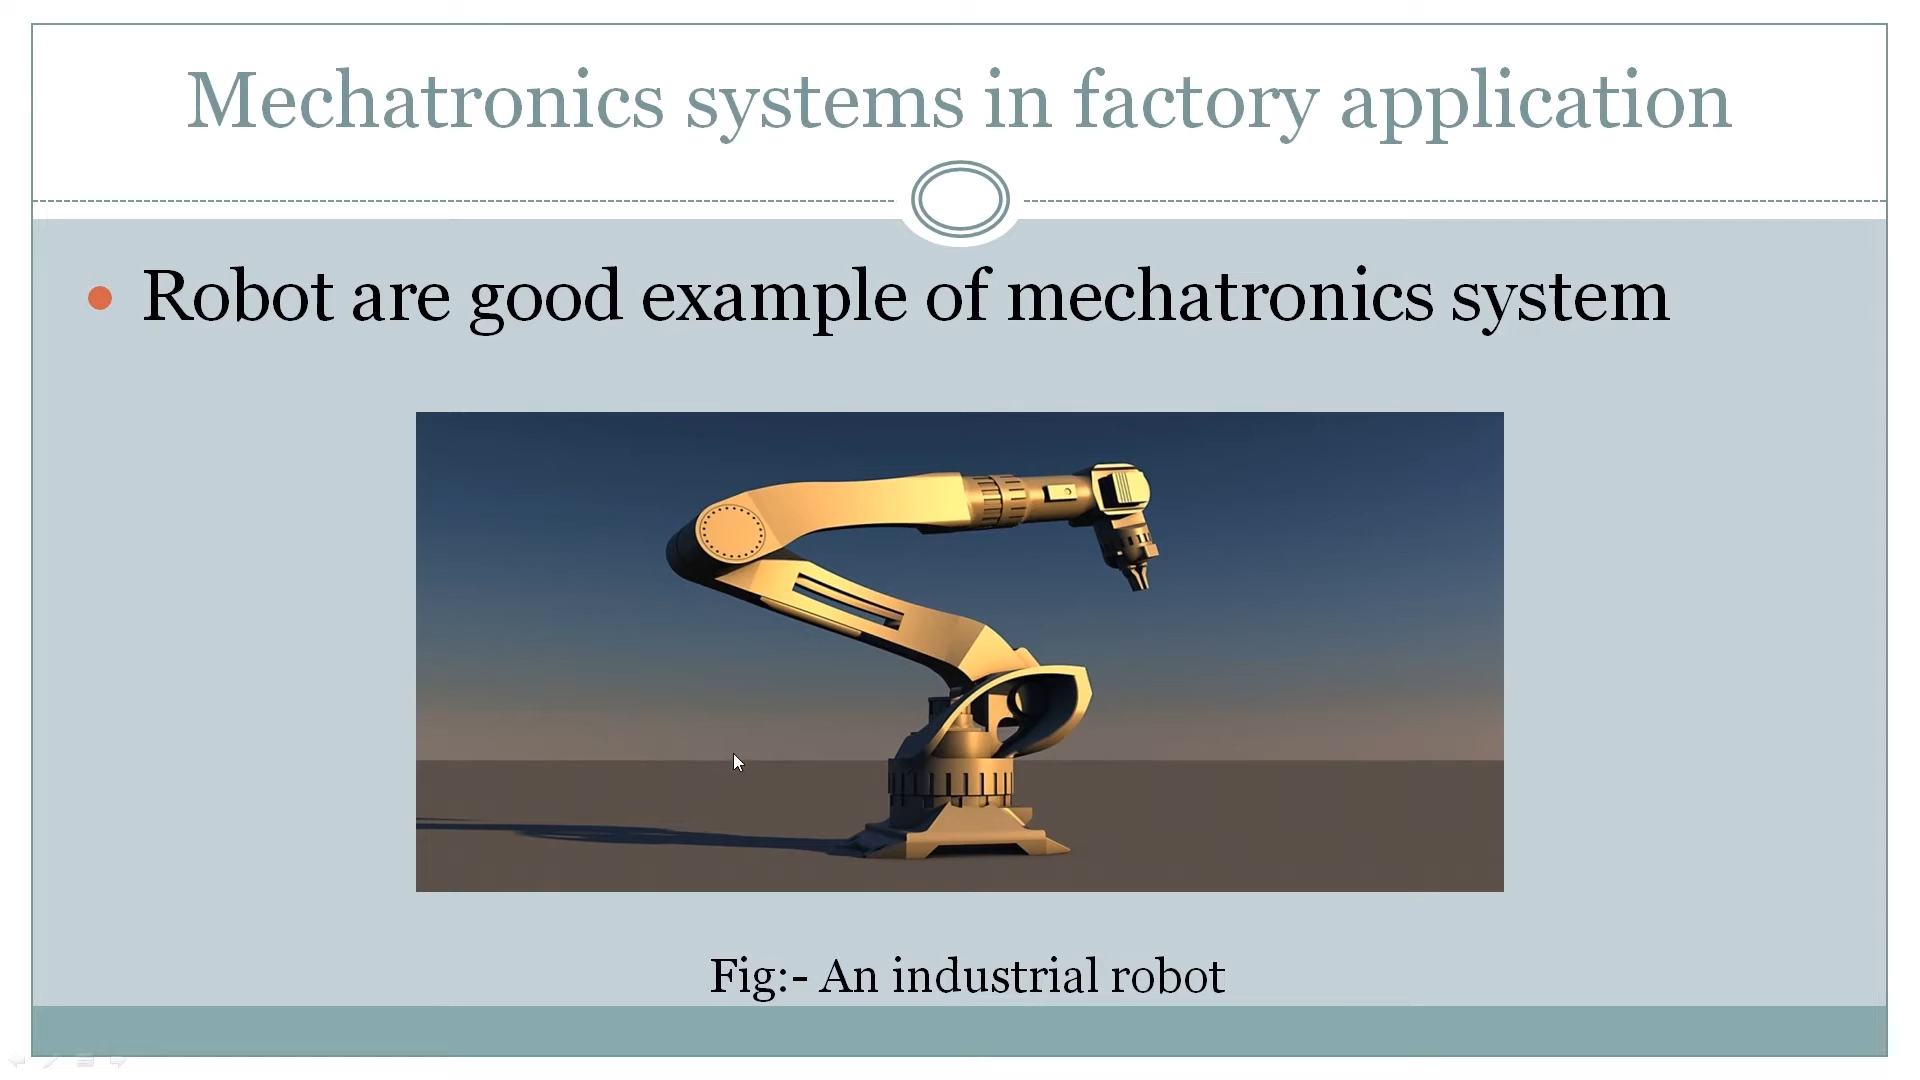 Mechatronics systems in factory application
Robot are good example of mechatronics system
Fig:- An industrial robot